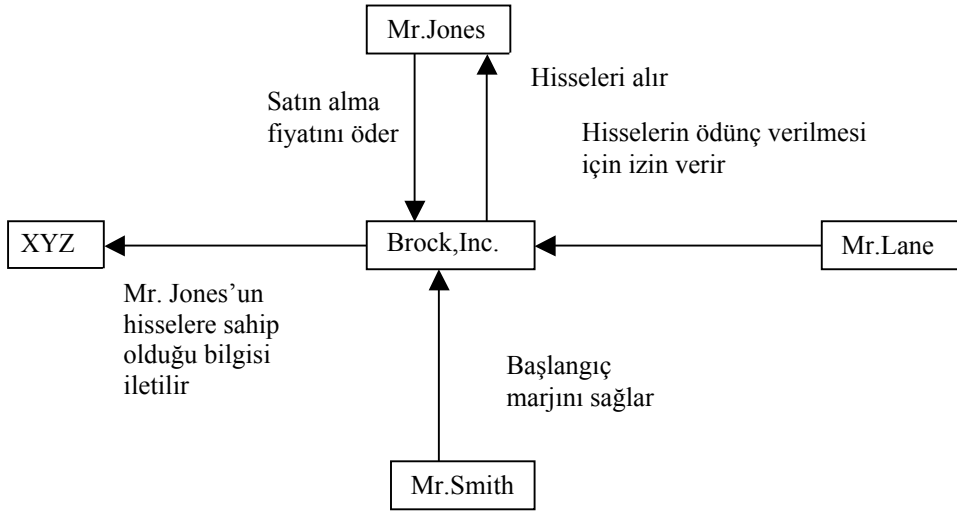 Mr.Jones
Hisseleri alır
Satın alma
fiyatını öder
Hisselerin ödünç verilmesi
için izin verir
XYZ
Brock,Inc.
Mr.Lane
Mr. Jones’un
hisselere sahip
olduğu bilgisi
iletilir
Başlangıç
marjını sağlar
Mr.Smith